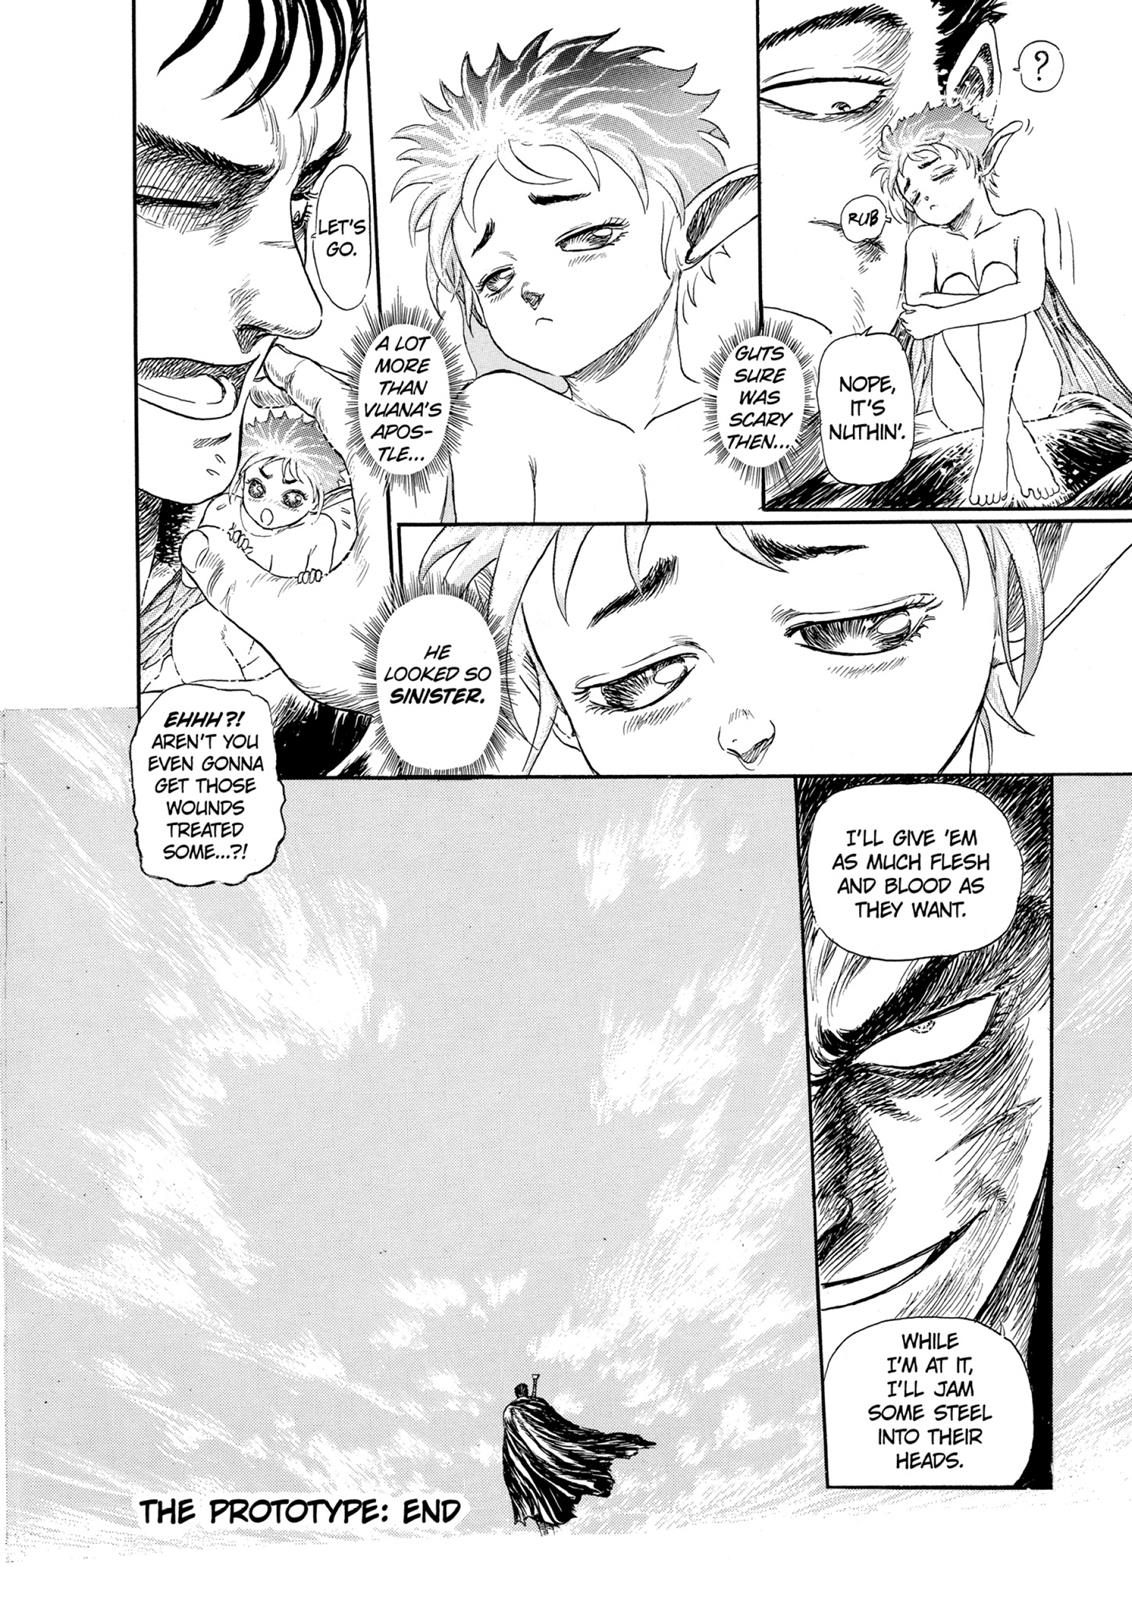 ?
RUB
NOPE,
IT'S
NUTHIN'.
GUTS
SURE
WAS
SCARY
THEN...
A LOT
MORE
THAN
VUANA'S
APOS-
TLE...
LET'S
GO.
HE
LOOKED SO
SINISTER.
EHHH?!
AREN'T YOU
EVEN GONNA
GET THOSE
WOUNDS
TREATED
SOME...?!
I'LL GIVE 'EM
AS MUCH FLESH
AND BLOOD AS
THEY WANT.
WHILE
I'M AT IT,
I'LL JAM
SOME STEEL
INTO THEIR
HEADS.
THE PROTOTYPE: END